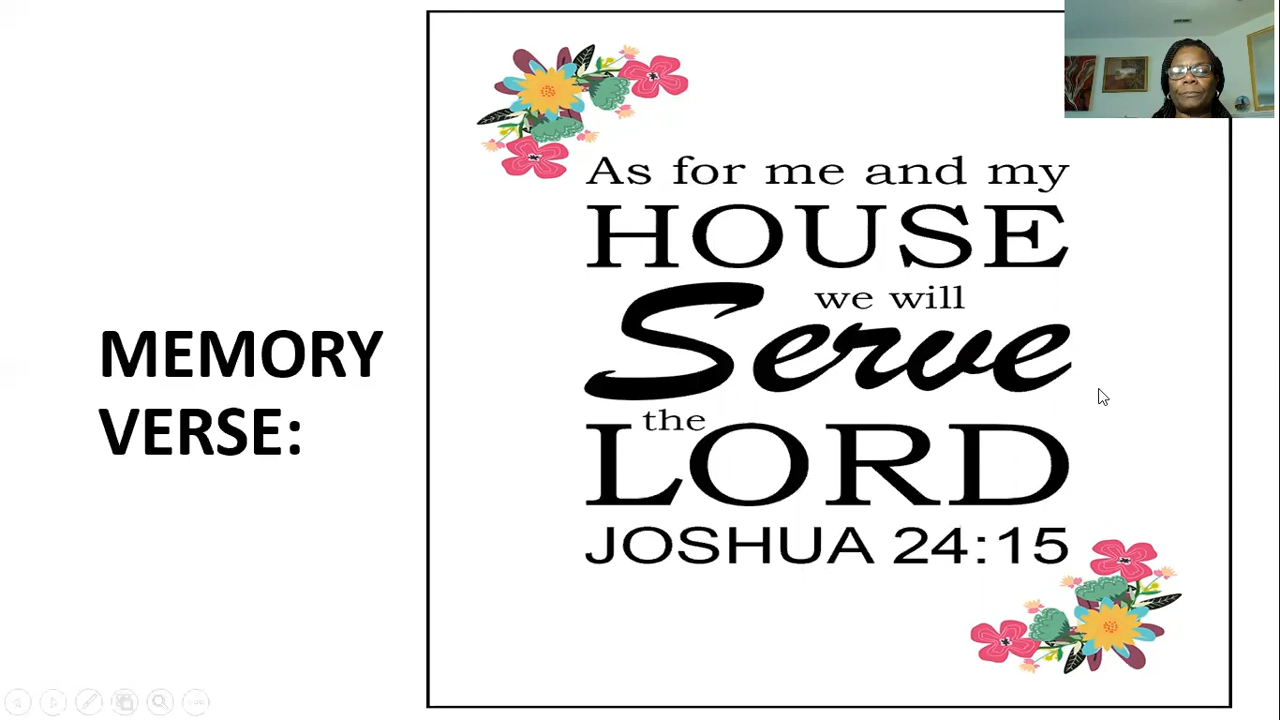 MEMORY
VERSE:
As for me and my
HOUSE
we will
Serve
the
LORD
JOSHUA 24:15